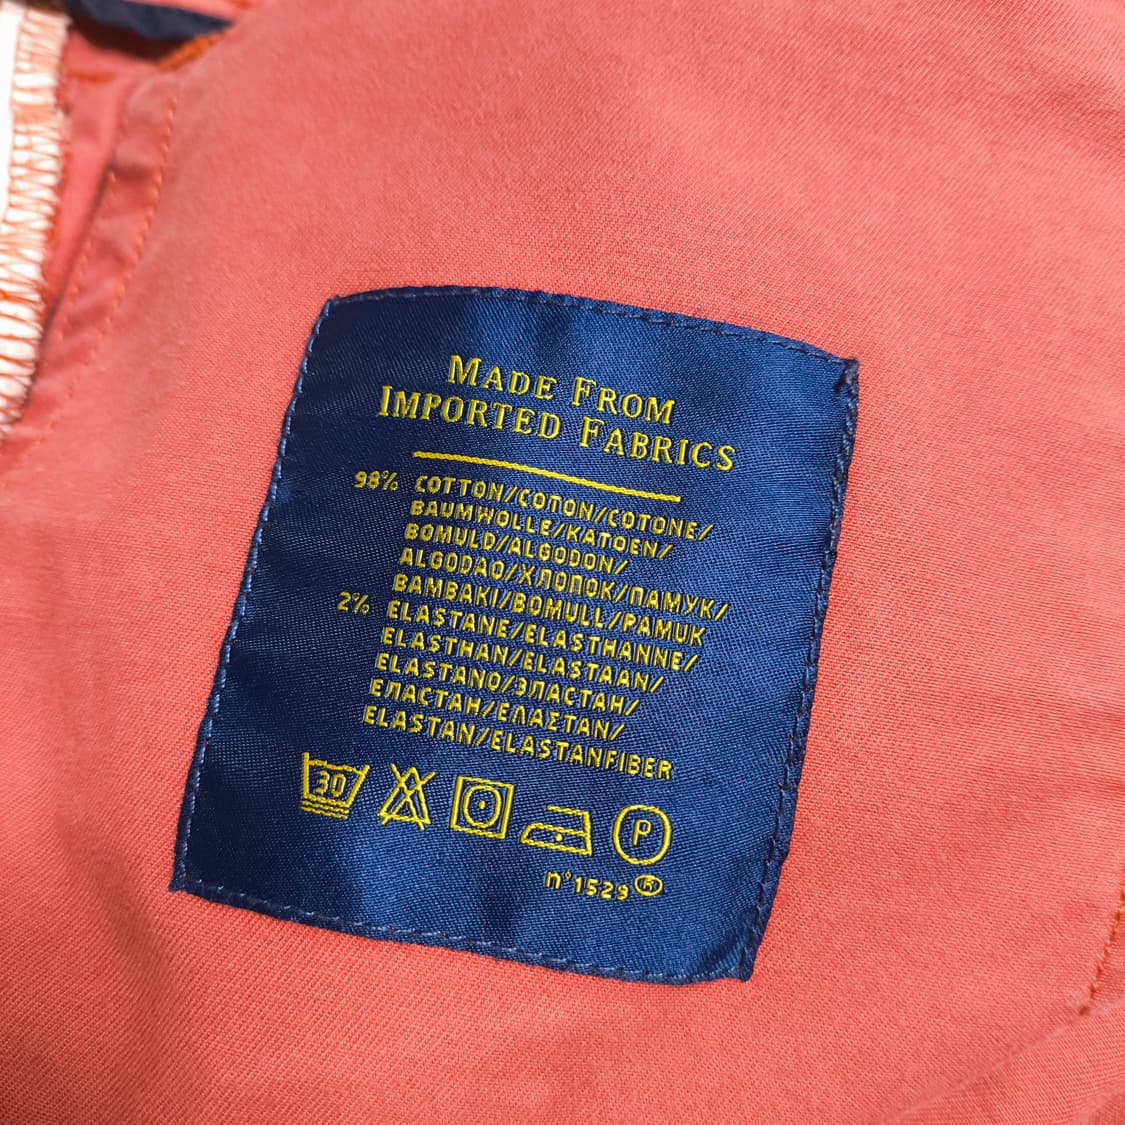 MADE FROM
IMPORTED FABRICS
98% COTTON/COTON/COTONE/
BAUMWOLLE/KATOEN/
BOMULD/ALGODON/
ALGODAO/ХЛОПОК/ПАМУК/
BAMBAKI/BOMULL/PAMUK
2% ELASTANE/ELASTHANNE/
ELASTHAN/ELASTAAN/
ELASTANO/ЭЛАСТАН/
ЕЛАСТАН/ΕΛΑΣΤΑΝ/
ELASTAN/ELASTANFIBER
30 P
n°1529 ®